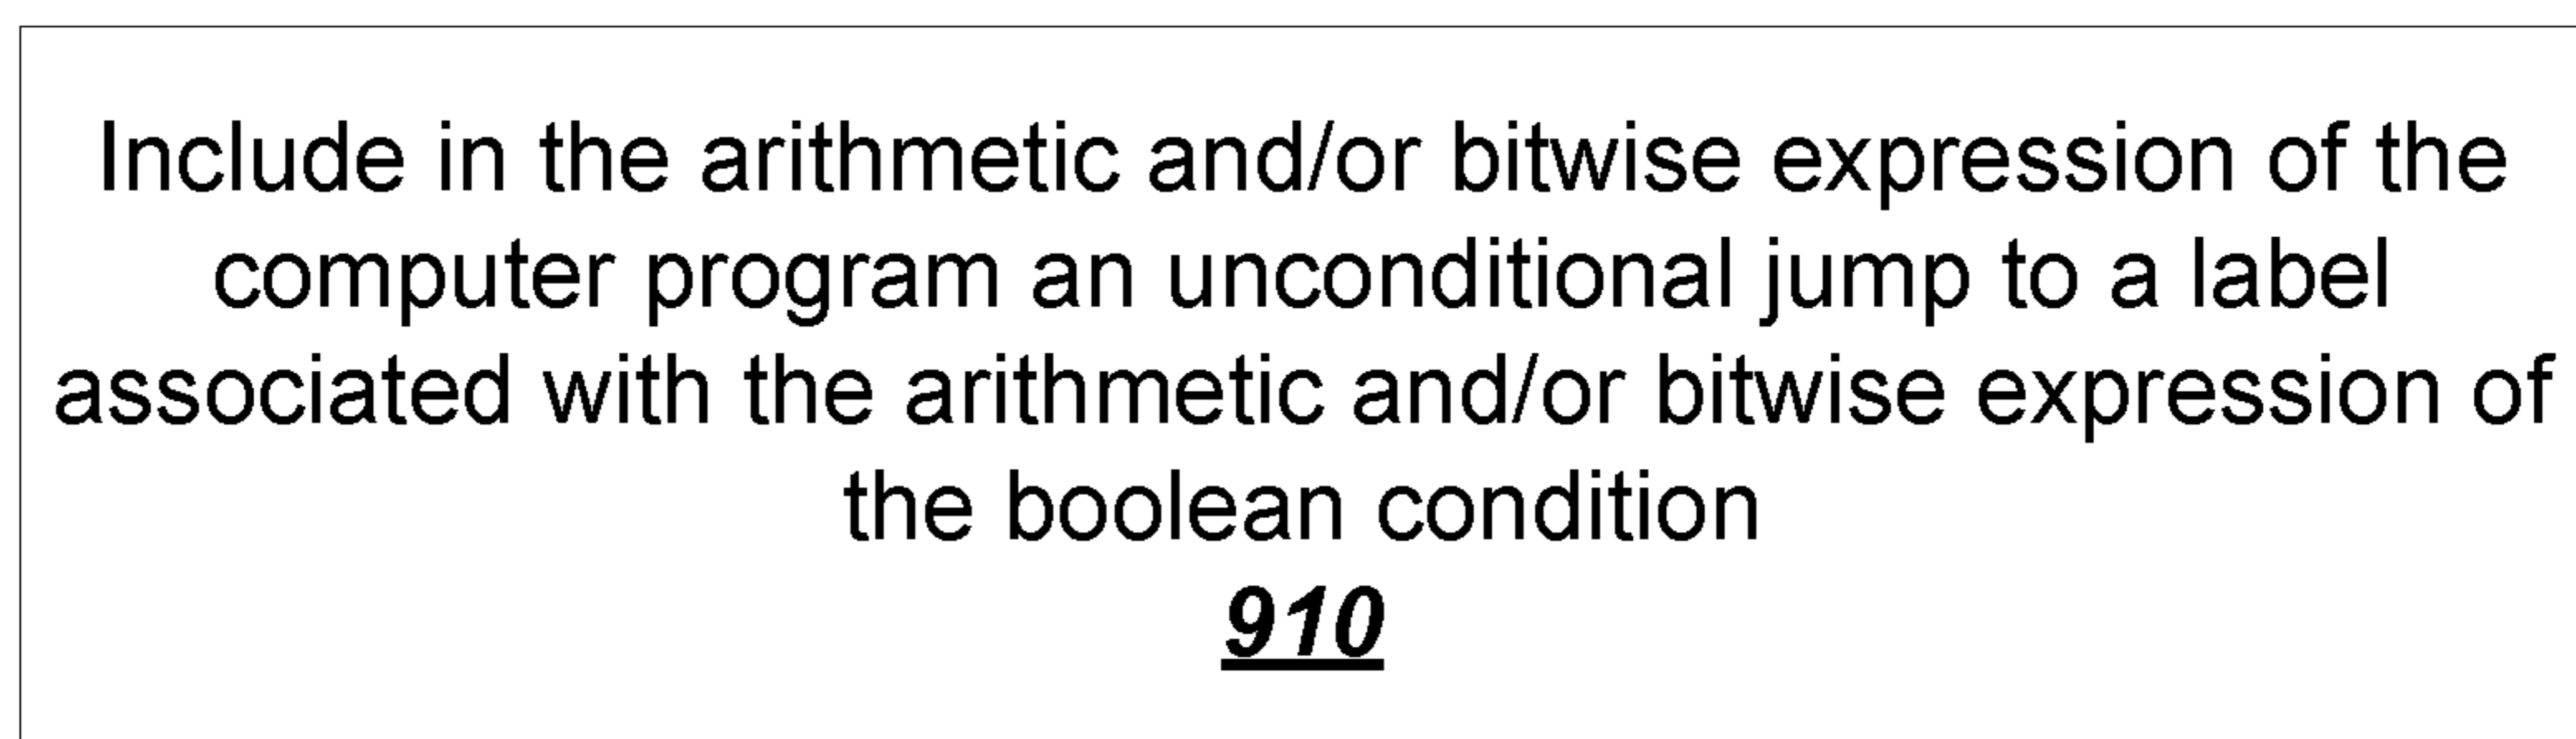 Include in the arithmetic and/or bitwise expression of the
computer program an unconditional jump to a label
associated with the arithmetic and/or bitwise expression of
the boolean condition
910